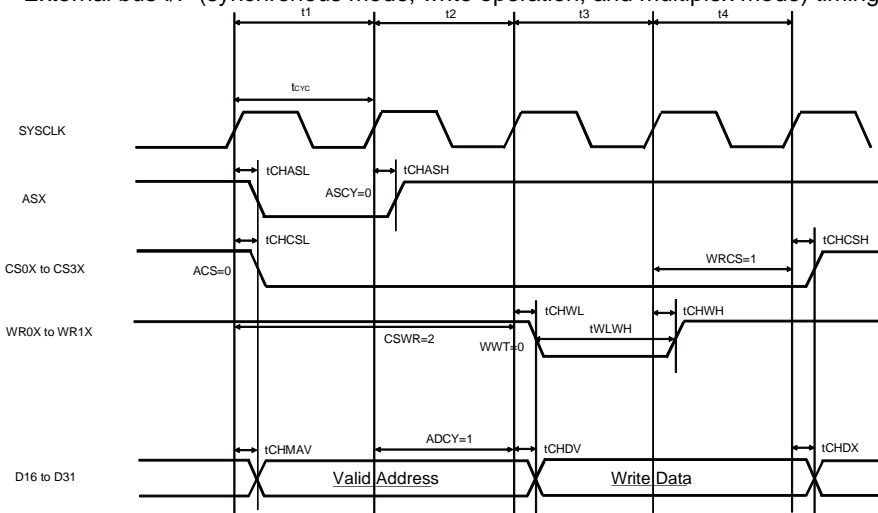 External bus I/F (synchronous mode, write operation, and multiplex mode) timing
t1 t2 t3 t4
tCYC
SYSCLK
tCHASL tCHASH
ASCY=0
ASX
tCHCSL tCHCSH
WRCS=1
CS0X to CS3X ACS=0
tCHWL tCHWH
WR0X to WR1X
tWLWH
CSWR=2
WWT=0
ADCY=1
tCHMAV tCHDV tCHDX
D16 to D31 Valid Address Write Data